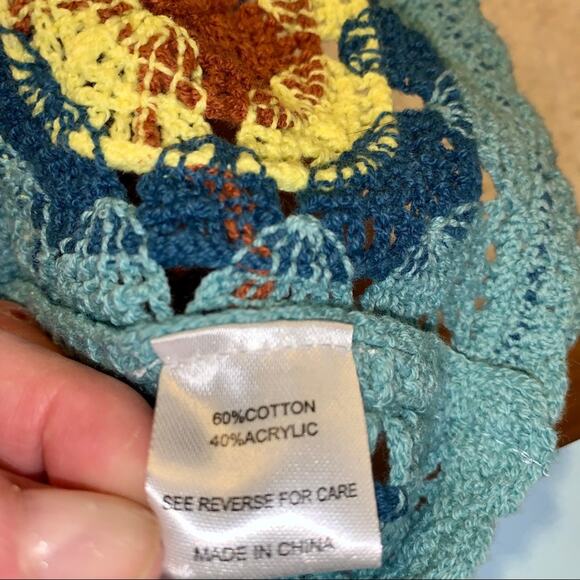 60%COTTON
40%ACRYLIC
SEE REVERSE FOR CARE
MADE IN CHINA